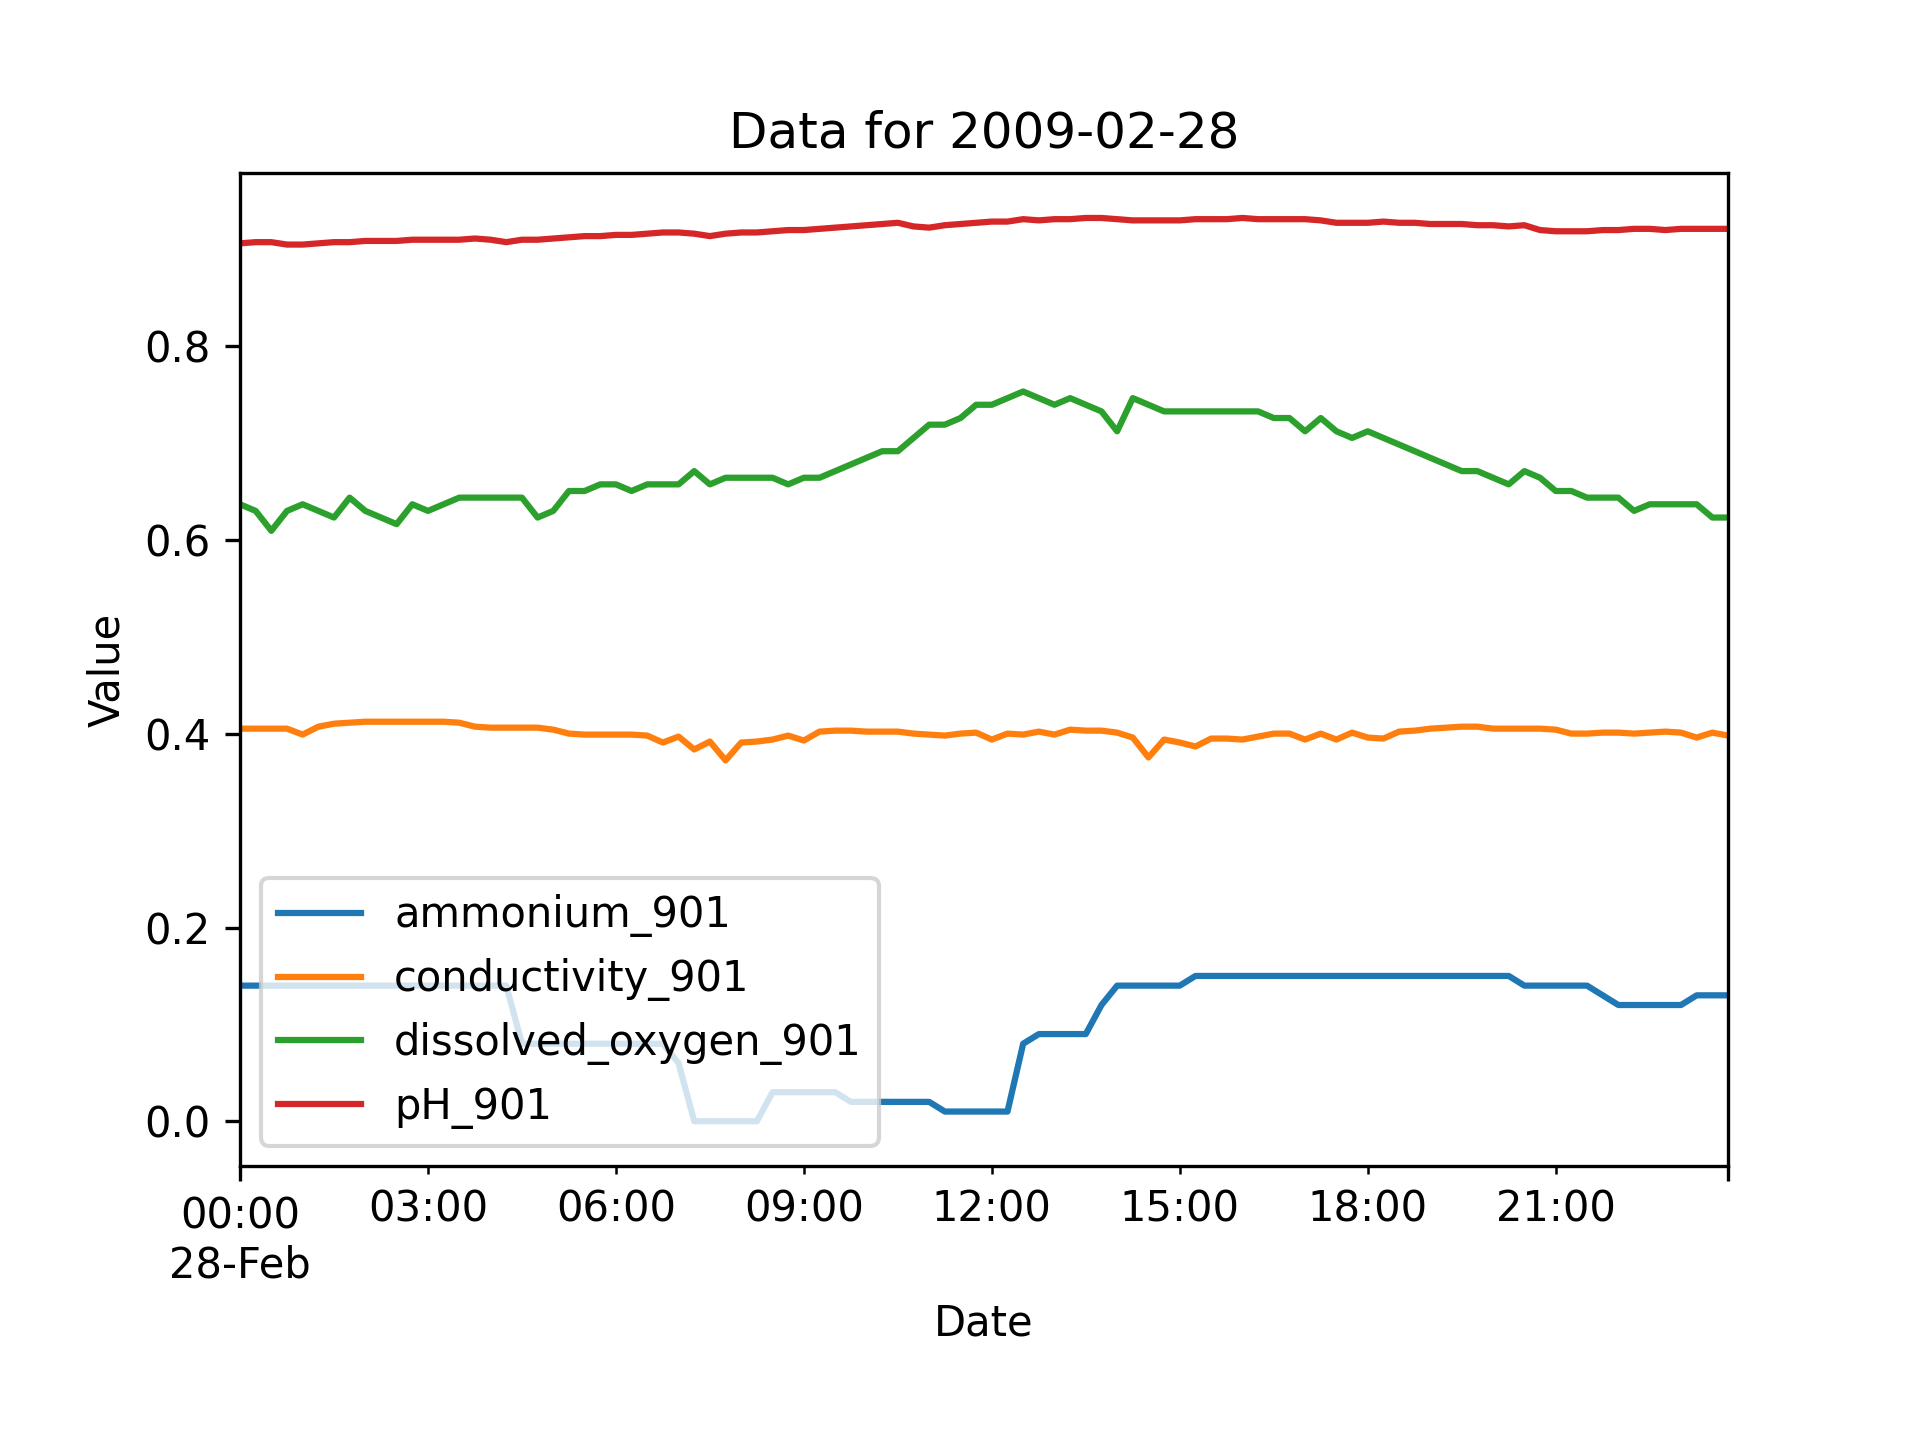 Data for 2009-02-28
Value
0.8
0.6
0.4
0.2
0.0
ammonium_901
conductivity_901
dissolved_oxygen_901
pH_901
00:00 03:00 06:00 09:00 12:00 15:00 18:00 21:00
28-Feb
Date